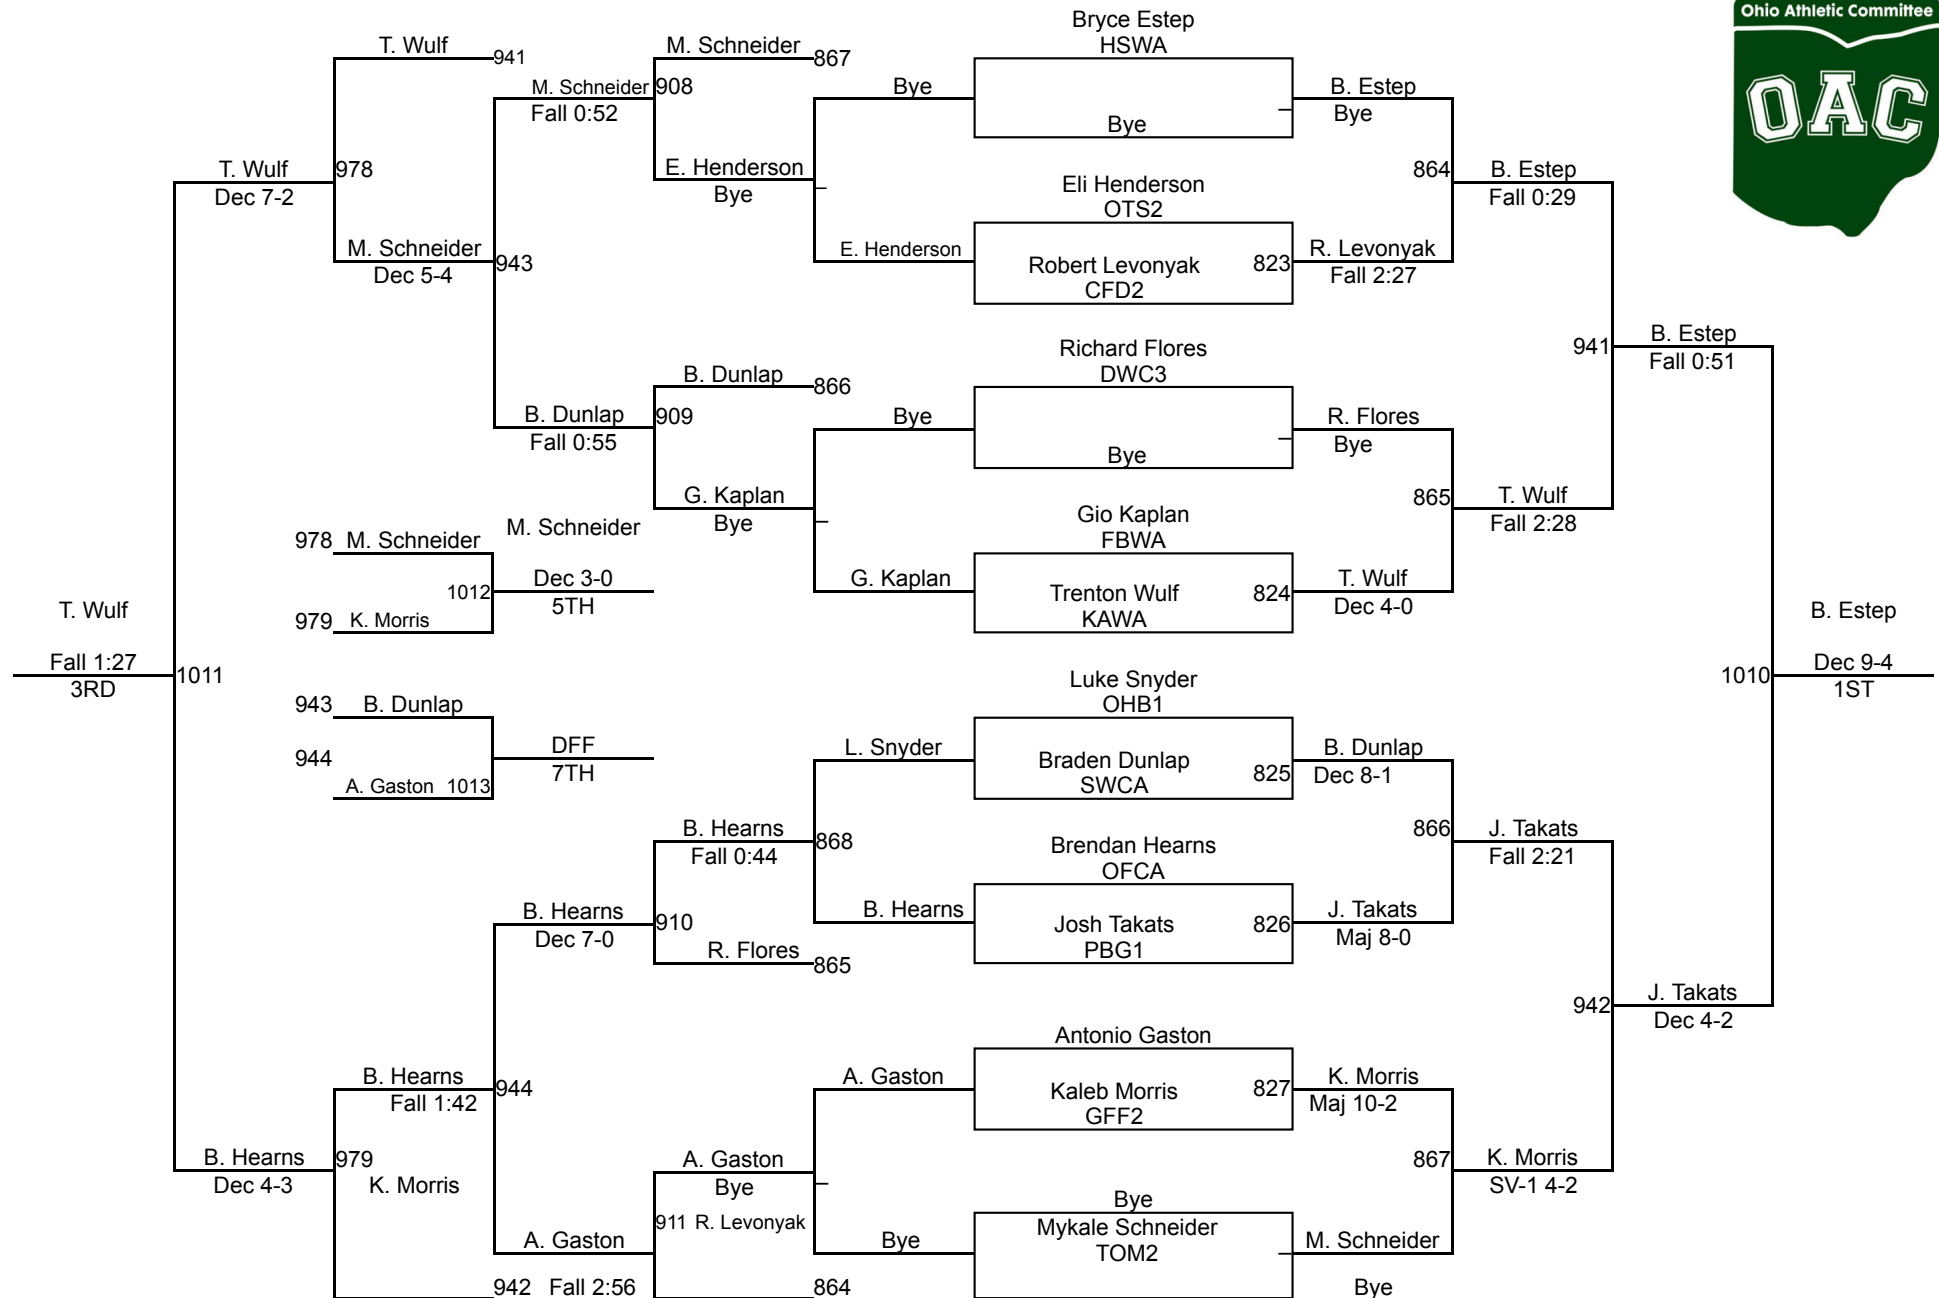 Ohio Athletic Committee
OAC
T. Wulf
941
M. Schneider
867
Bryce Estep
HSWA
M. Schneider
908
Fall 0:52
Bye
Bye
B. Estep
Bye
T. Wulf
978
Dec 7-2
E. Henderson
Bye
Eli Henderson
OTS2
864
B. Estep
Fall 0:29
M. Schneider
943
Dec 5-4
E. Henderson
Robert Levonyak
823
CFD2
R. Levonyak
Fall 2:27
Richard Flores
DWC3
941
B. Estep
Fall 0:51
B. Dunlap
866
B. Dunlap
909
Fall 0:55
Bye
Bye
R. Flores
Bye
G. Kaplan
Bye
Gio Kaplan
FBWA
865
T. Wulf
Fall 2:28
978
M. Schneider
M. Schneider
1012
Dec 3-0
5TH
979
K. Morris
G. Kaplan
Trenton Wulf
824
KAWA
T. Wulf
Dec 4-0
T. Wulf
Fall 1:27
1011
3RD
B. Estep
1010
Dec 9-4
1ST
943
B. Dunlap
944
DFF
7TH
A. Gaston
1013
Luke Snyder
OHB1
L. Snyder
Braden Dunlap
825
SWCA
B. Dunlap
Dec 8-1
B. Hearns
868
Fall 0:44
Brendan Hearns
OFCA
866
J. Takats
Fall 2:21
B. Hearns
910
Dec 7-0
B. Hearns
Josh Takats
826
PBG1
J. Takats
Maj 8-0
R. Flores
865
942
J. Takats
Dec 4-2
Antonio Gaston
B. Hearns
944
Fall 1:42
A. Gaston
Kaleb Morris
827
GFF2
K. Morris
Maj 10-2
B. Hearns
979
Dec 4-3
K. Morris
A. Gaston
Bye
867
K. Morris
SV-1 4-2
Bye
911
R. Levonyak
A. Gaston
Bye
Mykale Schneider
TOM2
M. Schneider
942
Fall 2:56
864
Bye